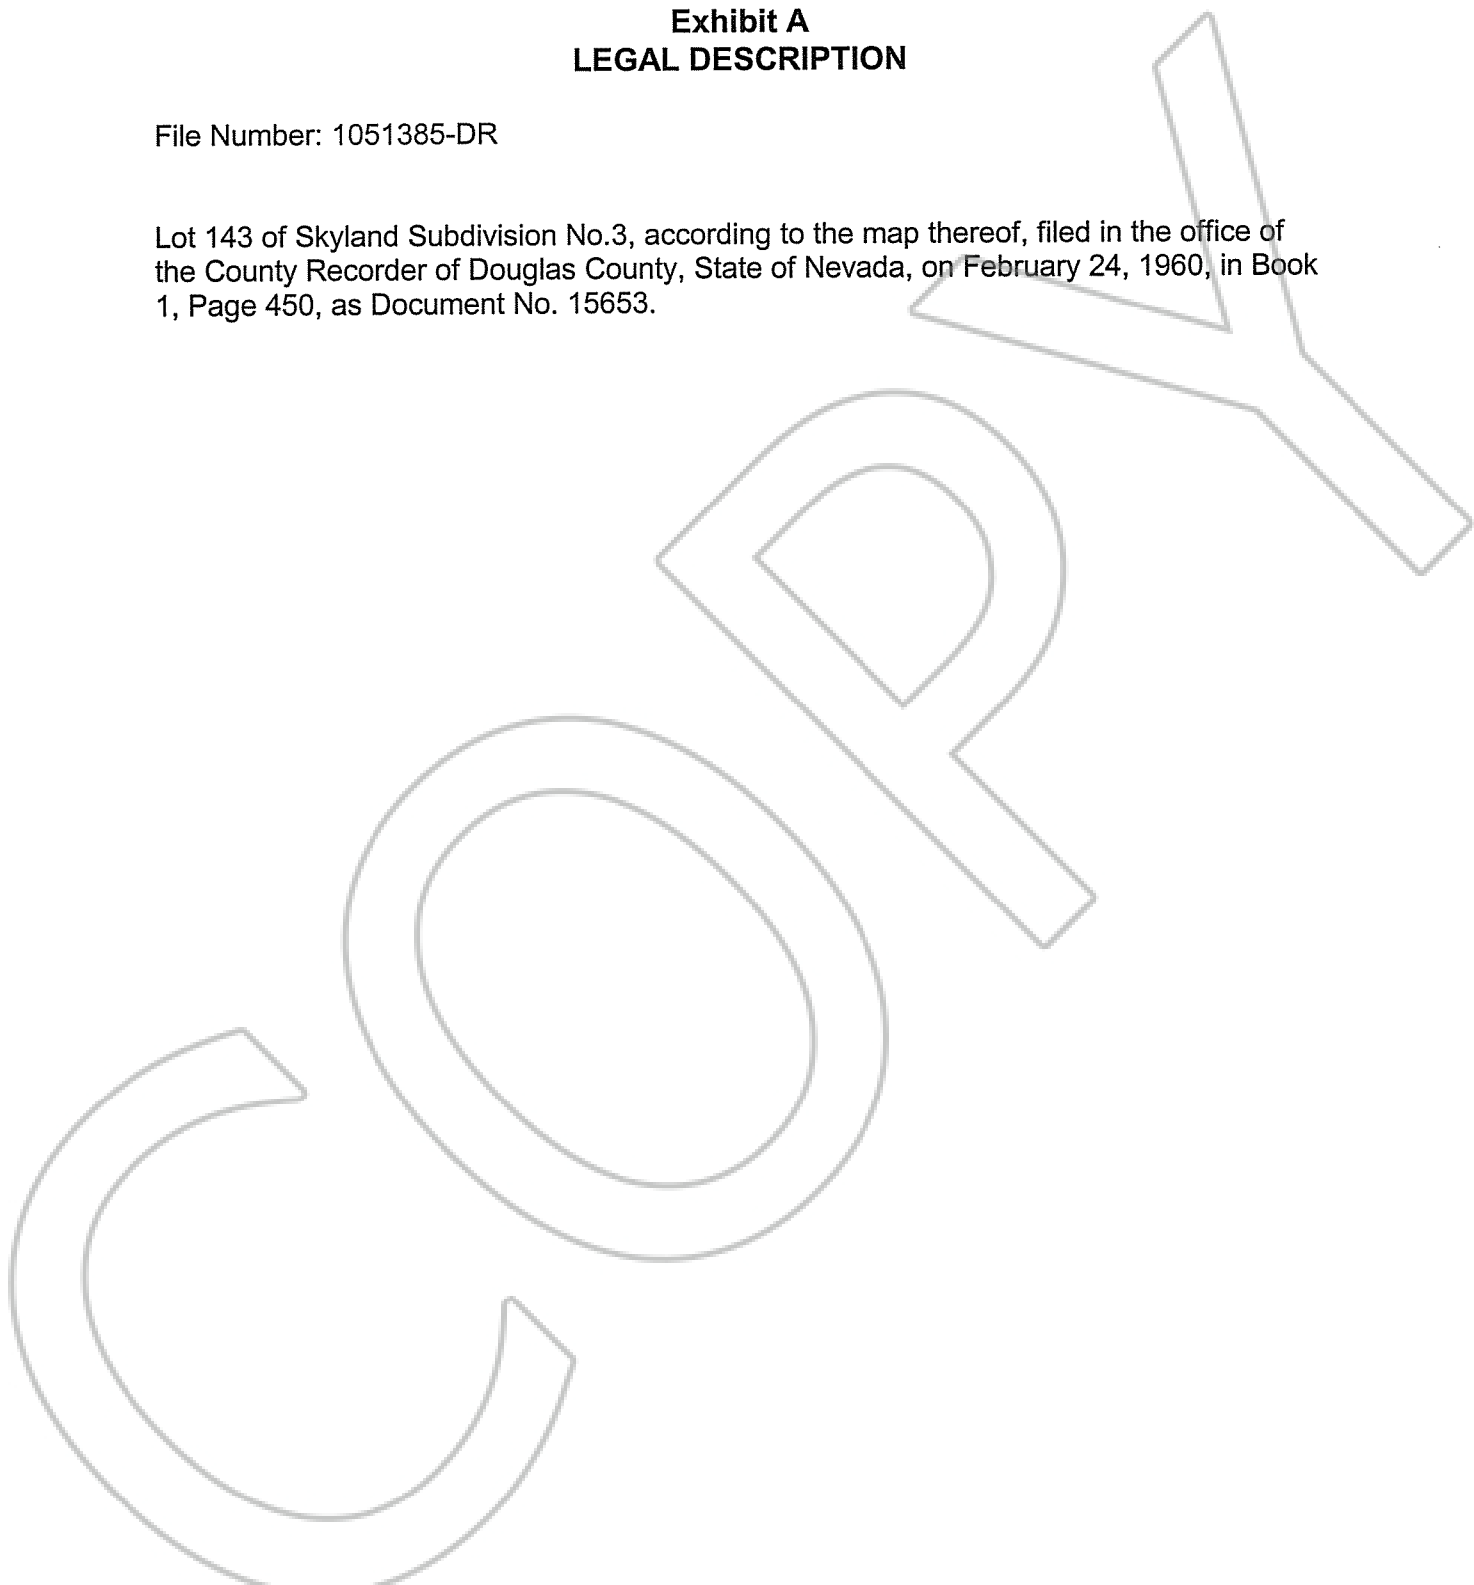 Exhibit A
LEGAL DESCRIPTION
File Number: 1051385-DR
Lot 143 of Skyland Subdivision No.3, according to the map thereof, filed in the office of
the County Recorder of Douglas County, State of Nevada, on February 24, 1960, in Book
1, Page 450, as Document No. 15653.
COPY